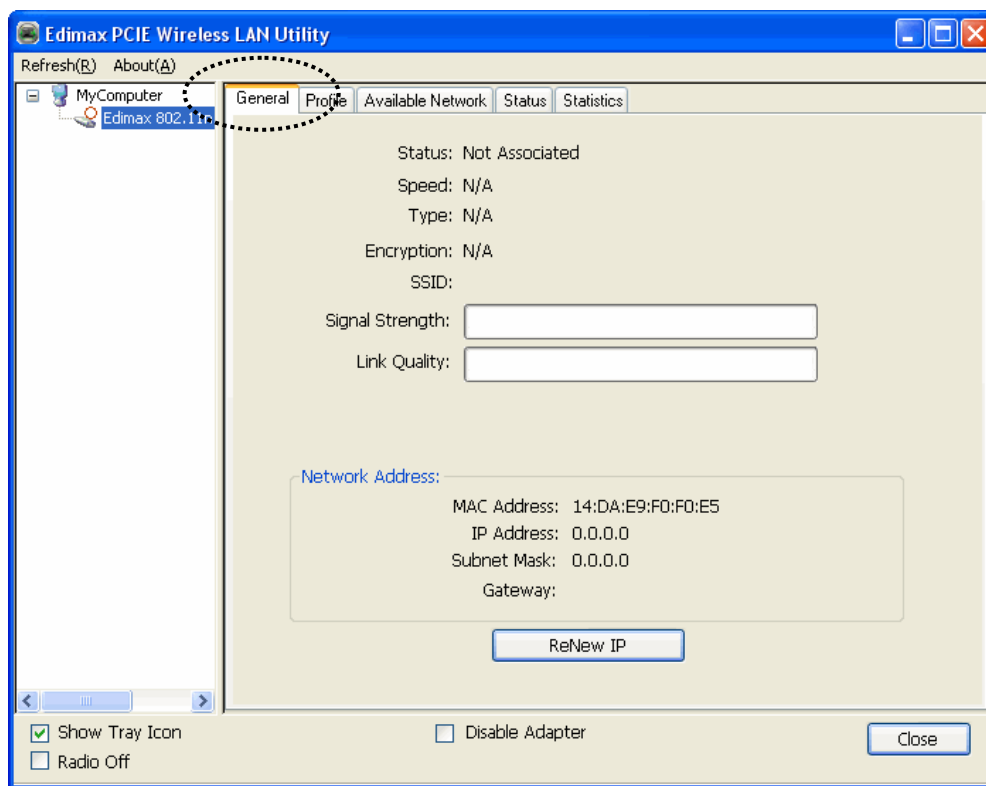 Edimax PCIE Wireless LAN Utility
Refresh(R) About(A)
MyComputer
Edimax 802.11n
General Profile Available Network Status Statistics
Status: Not Associated
Speed: N/A
Type: N/A
Encryption: N/A
SSID:
Signal Strength:
Link Quality:
Network Address:
MAC Address: 14:DA:E9:F0:F0:E5
IP Address: 0.0.0.0
Subnet Mask: 0.0.0.0
Gateway:
ReNew IP
Show Tray Icon
Disable Adapter
Radio Off
Close